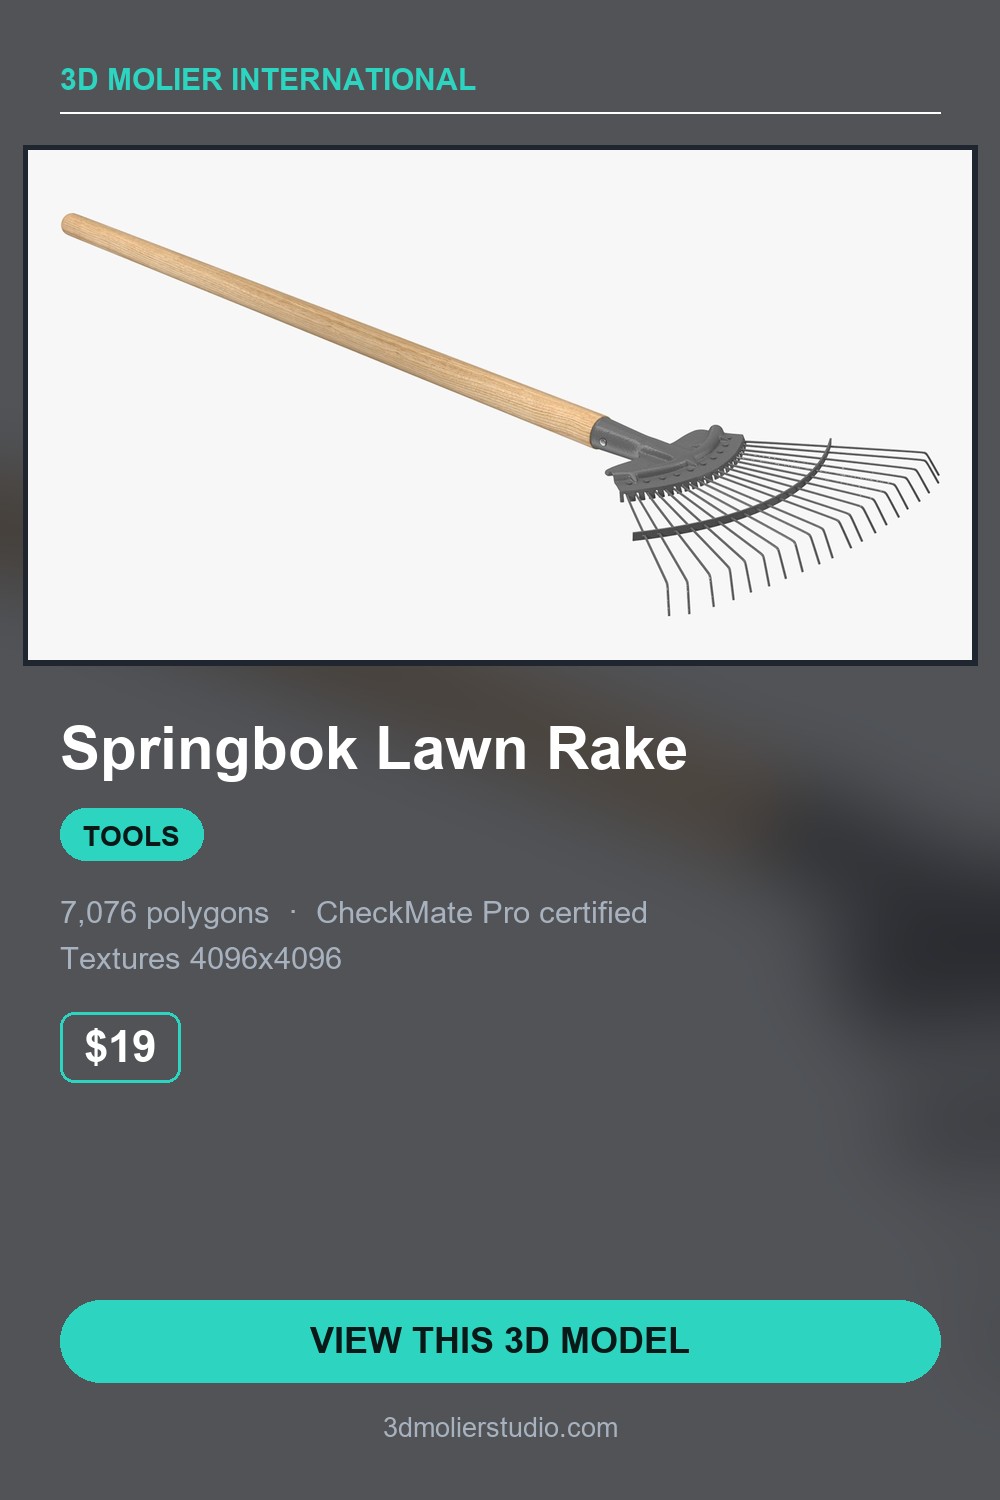 3D MOLIER INTERNATIONAL
Springbok Lawn Rake
TOOLS
7,076 polygons · CheckMate Pro certified
Textures 4096x4096
$19
VIEW THIS 3D MODEL
3dmolierstudio.com